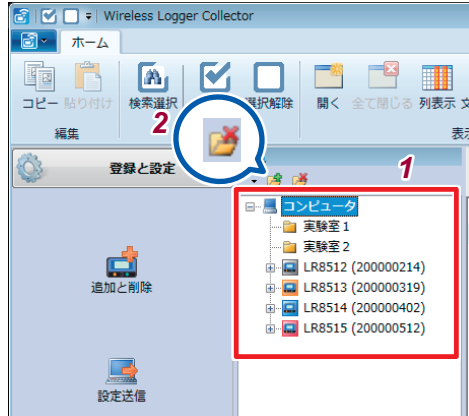 Wireless Logger Collector
ホーム
コピー 貼り付け 検索選択 選択解除 開く 全て閉じる 列表示 文
編集 表示
2
登録と設定
1
コンピュータ
実験室1
実験室2
LR8512 (200000214)
LR8513 (200000319)
LR8514 (200000402)
LR8515 (200000512)
追加と削除
設定送信